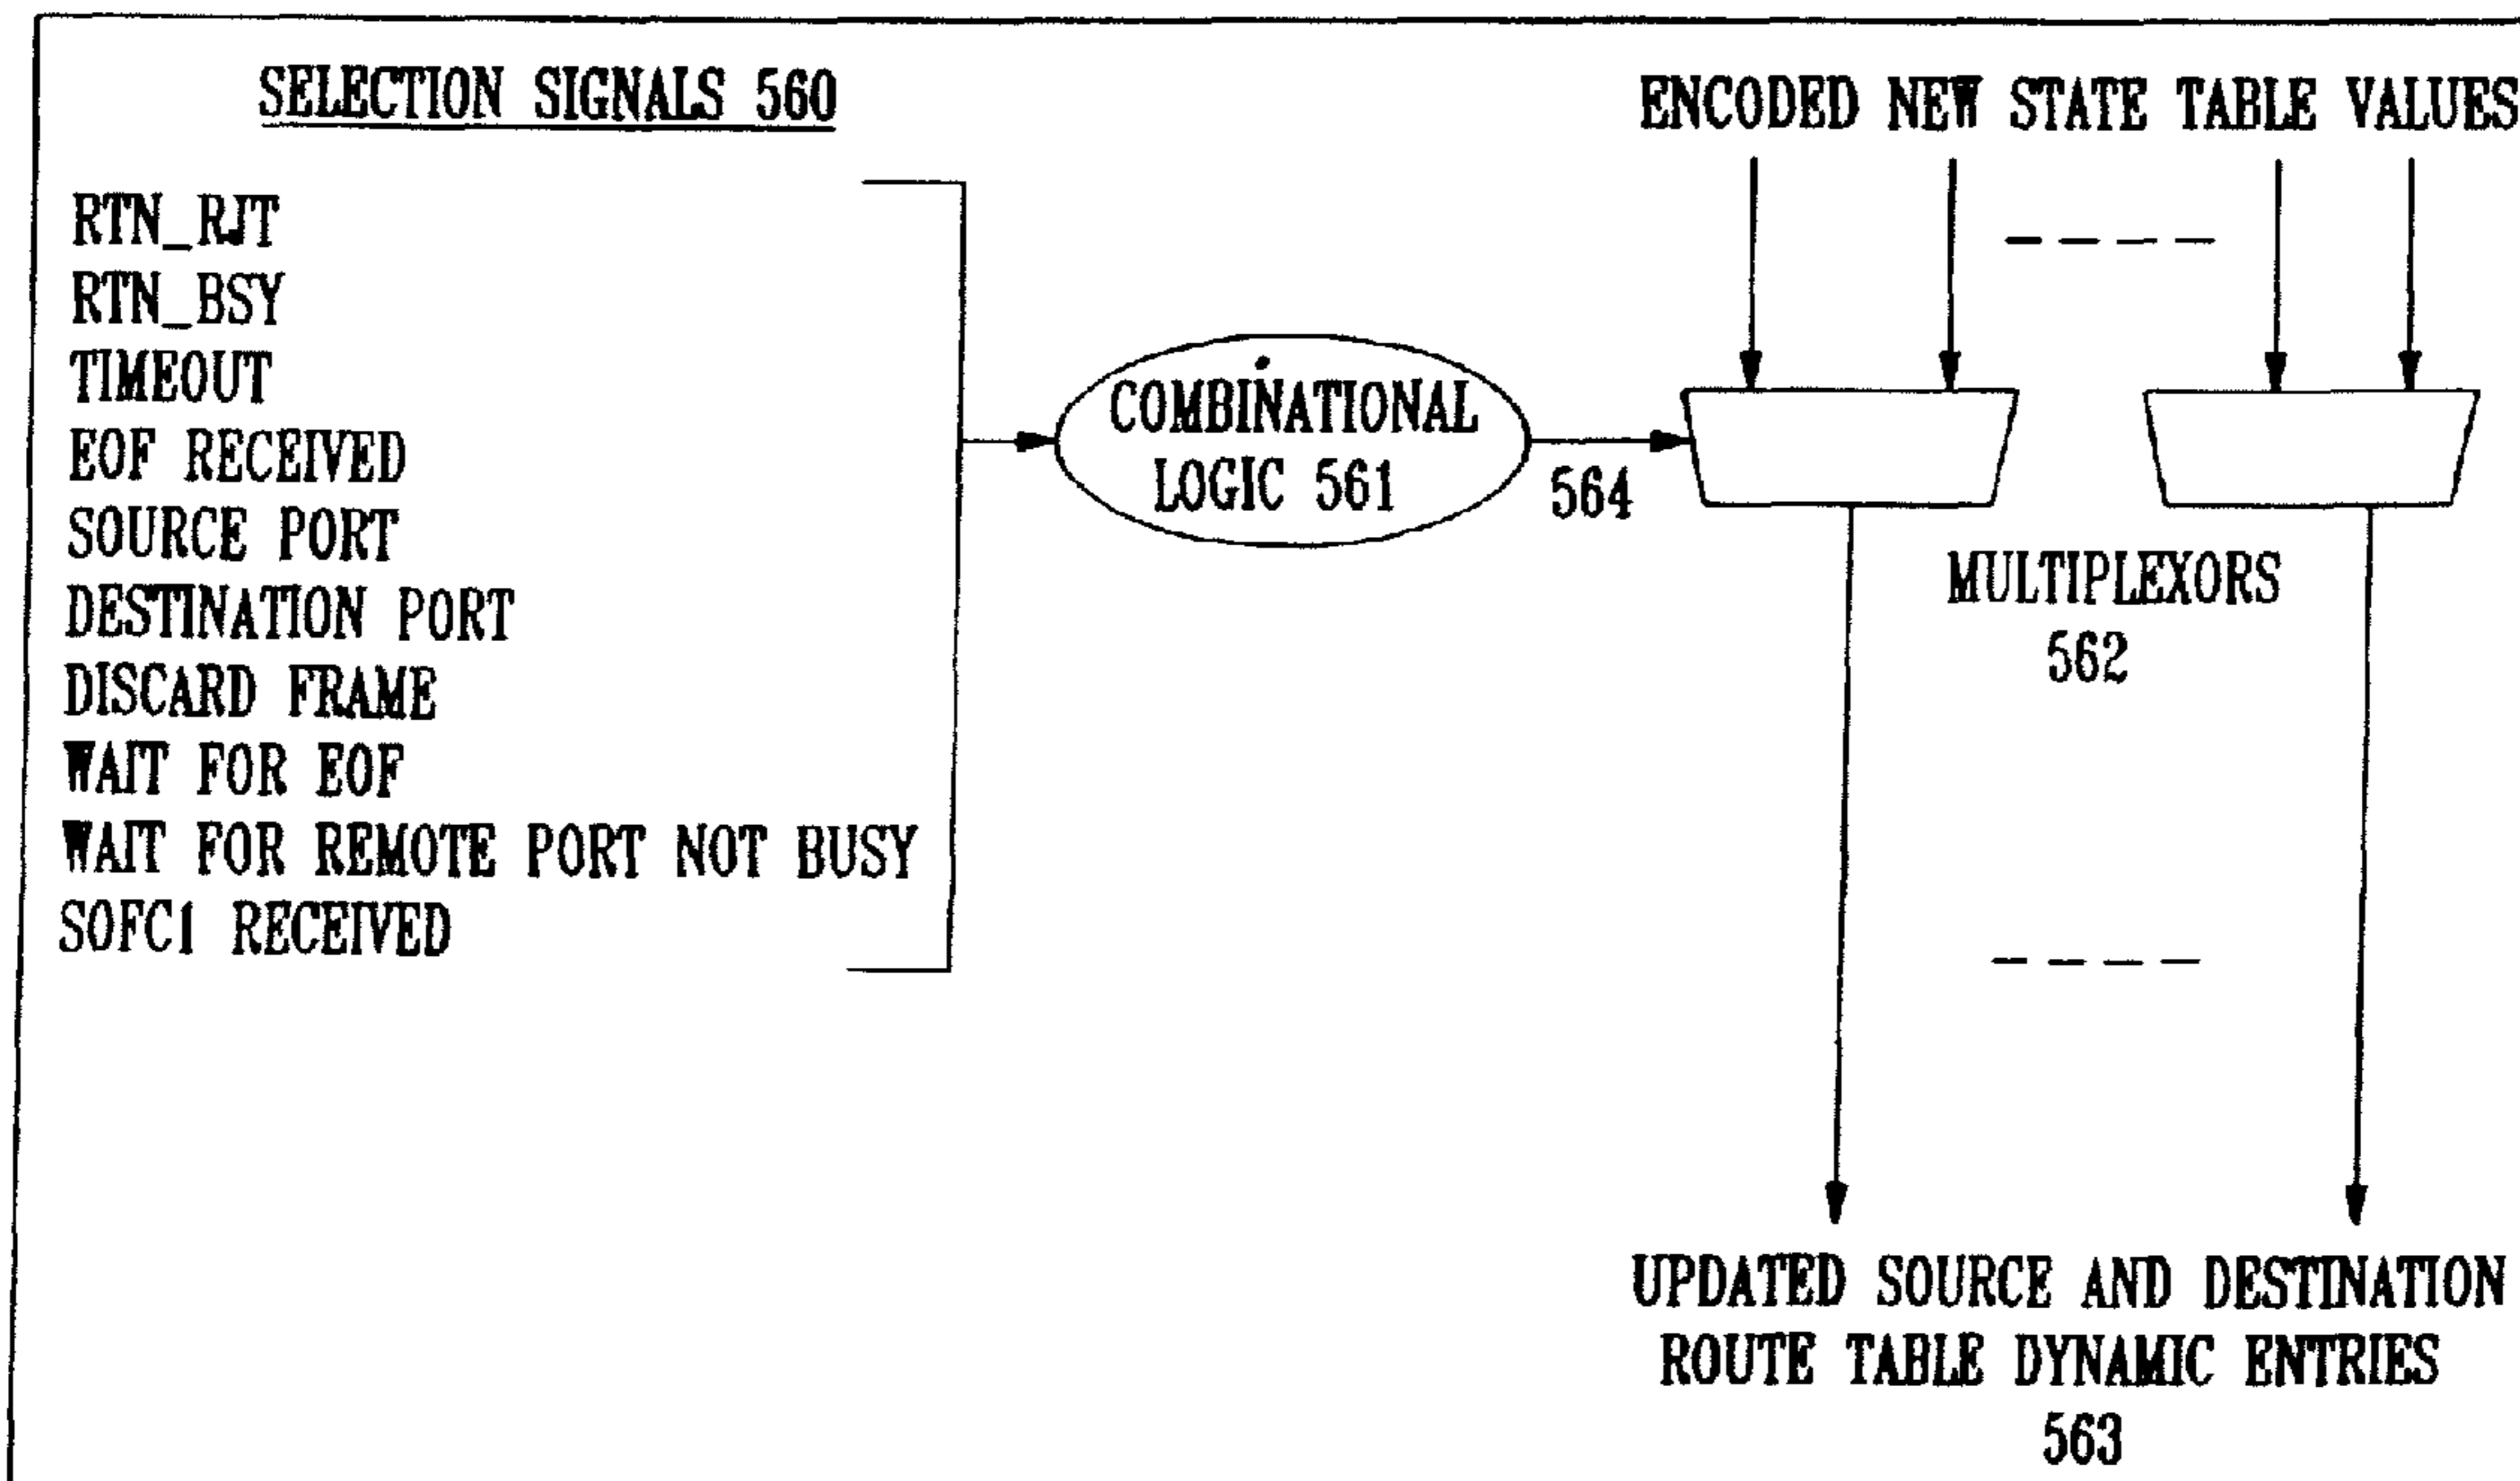 SELECTION SIGNALS 560
RTN_RJT
RTN_BSY
TIMEOUT
EOF RECEIVED
SOURCE PORT
DESTINATION PORT
DISCARD FRAME
WAIT FOR EOF
WAIT FOR REMOTE PORT NOT BUSY
SOFC1 RECEIVED
COMBINATIONAL
LOGIC 561
564
ENCODED NEW STATE TABLE VALUES
MULTIPLEXORS
562
UPDATED SOURCE AND DESTINATION
ROUTE TABLE DYNAMIC ENTRIES
563